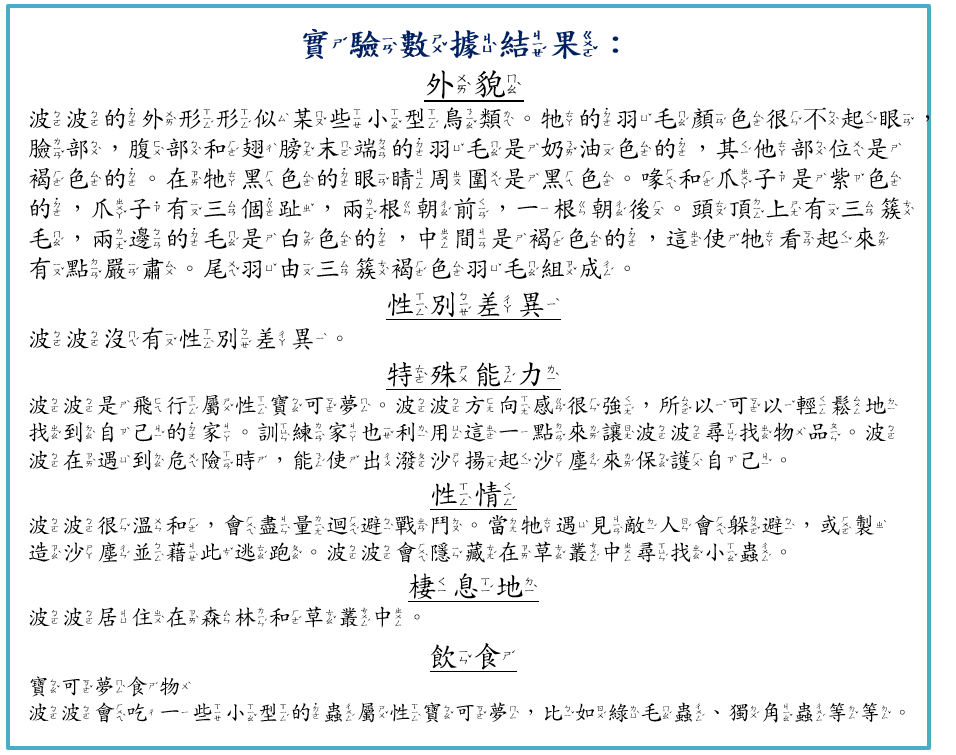 實驗數據結果：
外貌
波波的外形形似某些小型鳥類。牠的羽毛顏色很不起眼，
臉部，腹部和翅膀末端的羽毛是奶油色的，其他部位是
褐色的。在牠黑色的眼睛周圍是黑色。喙和爪子是紫色
的，爪子有三個趾，兩根朝前，一根朝後。頭頂上有三簇
毛，兩邊的毛是白色的，中間是褐色的，這使牠看起來
有點嚴肅。尾羽由三簇褐色羽毛組成。
性別差異
波波沒有性別差異。
特殊能力
波波是飛行屬性寶可夢。波波方向感很強，所以可以輕鬆地
找到自己的家。訓練家也利用這一點來讓波波尋找物品。波
波在遇到危險時，能使出潑沙揚起沙塵來保護自己。
性情
波波很溫和，會盡量迴避戰鬥。當牠遇見敵人會躲避，或製
造沙塵並藉此逃跑。波波會隱藏在草叢中尋找小蟲。
棲息地
波波居住在森林和草叢中。
飲食
寶可夢食物
波波會吃一些小型的蟲屬性寶可夢，比如綠毛蟲、獨角蟲等等。